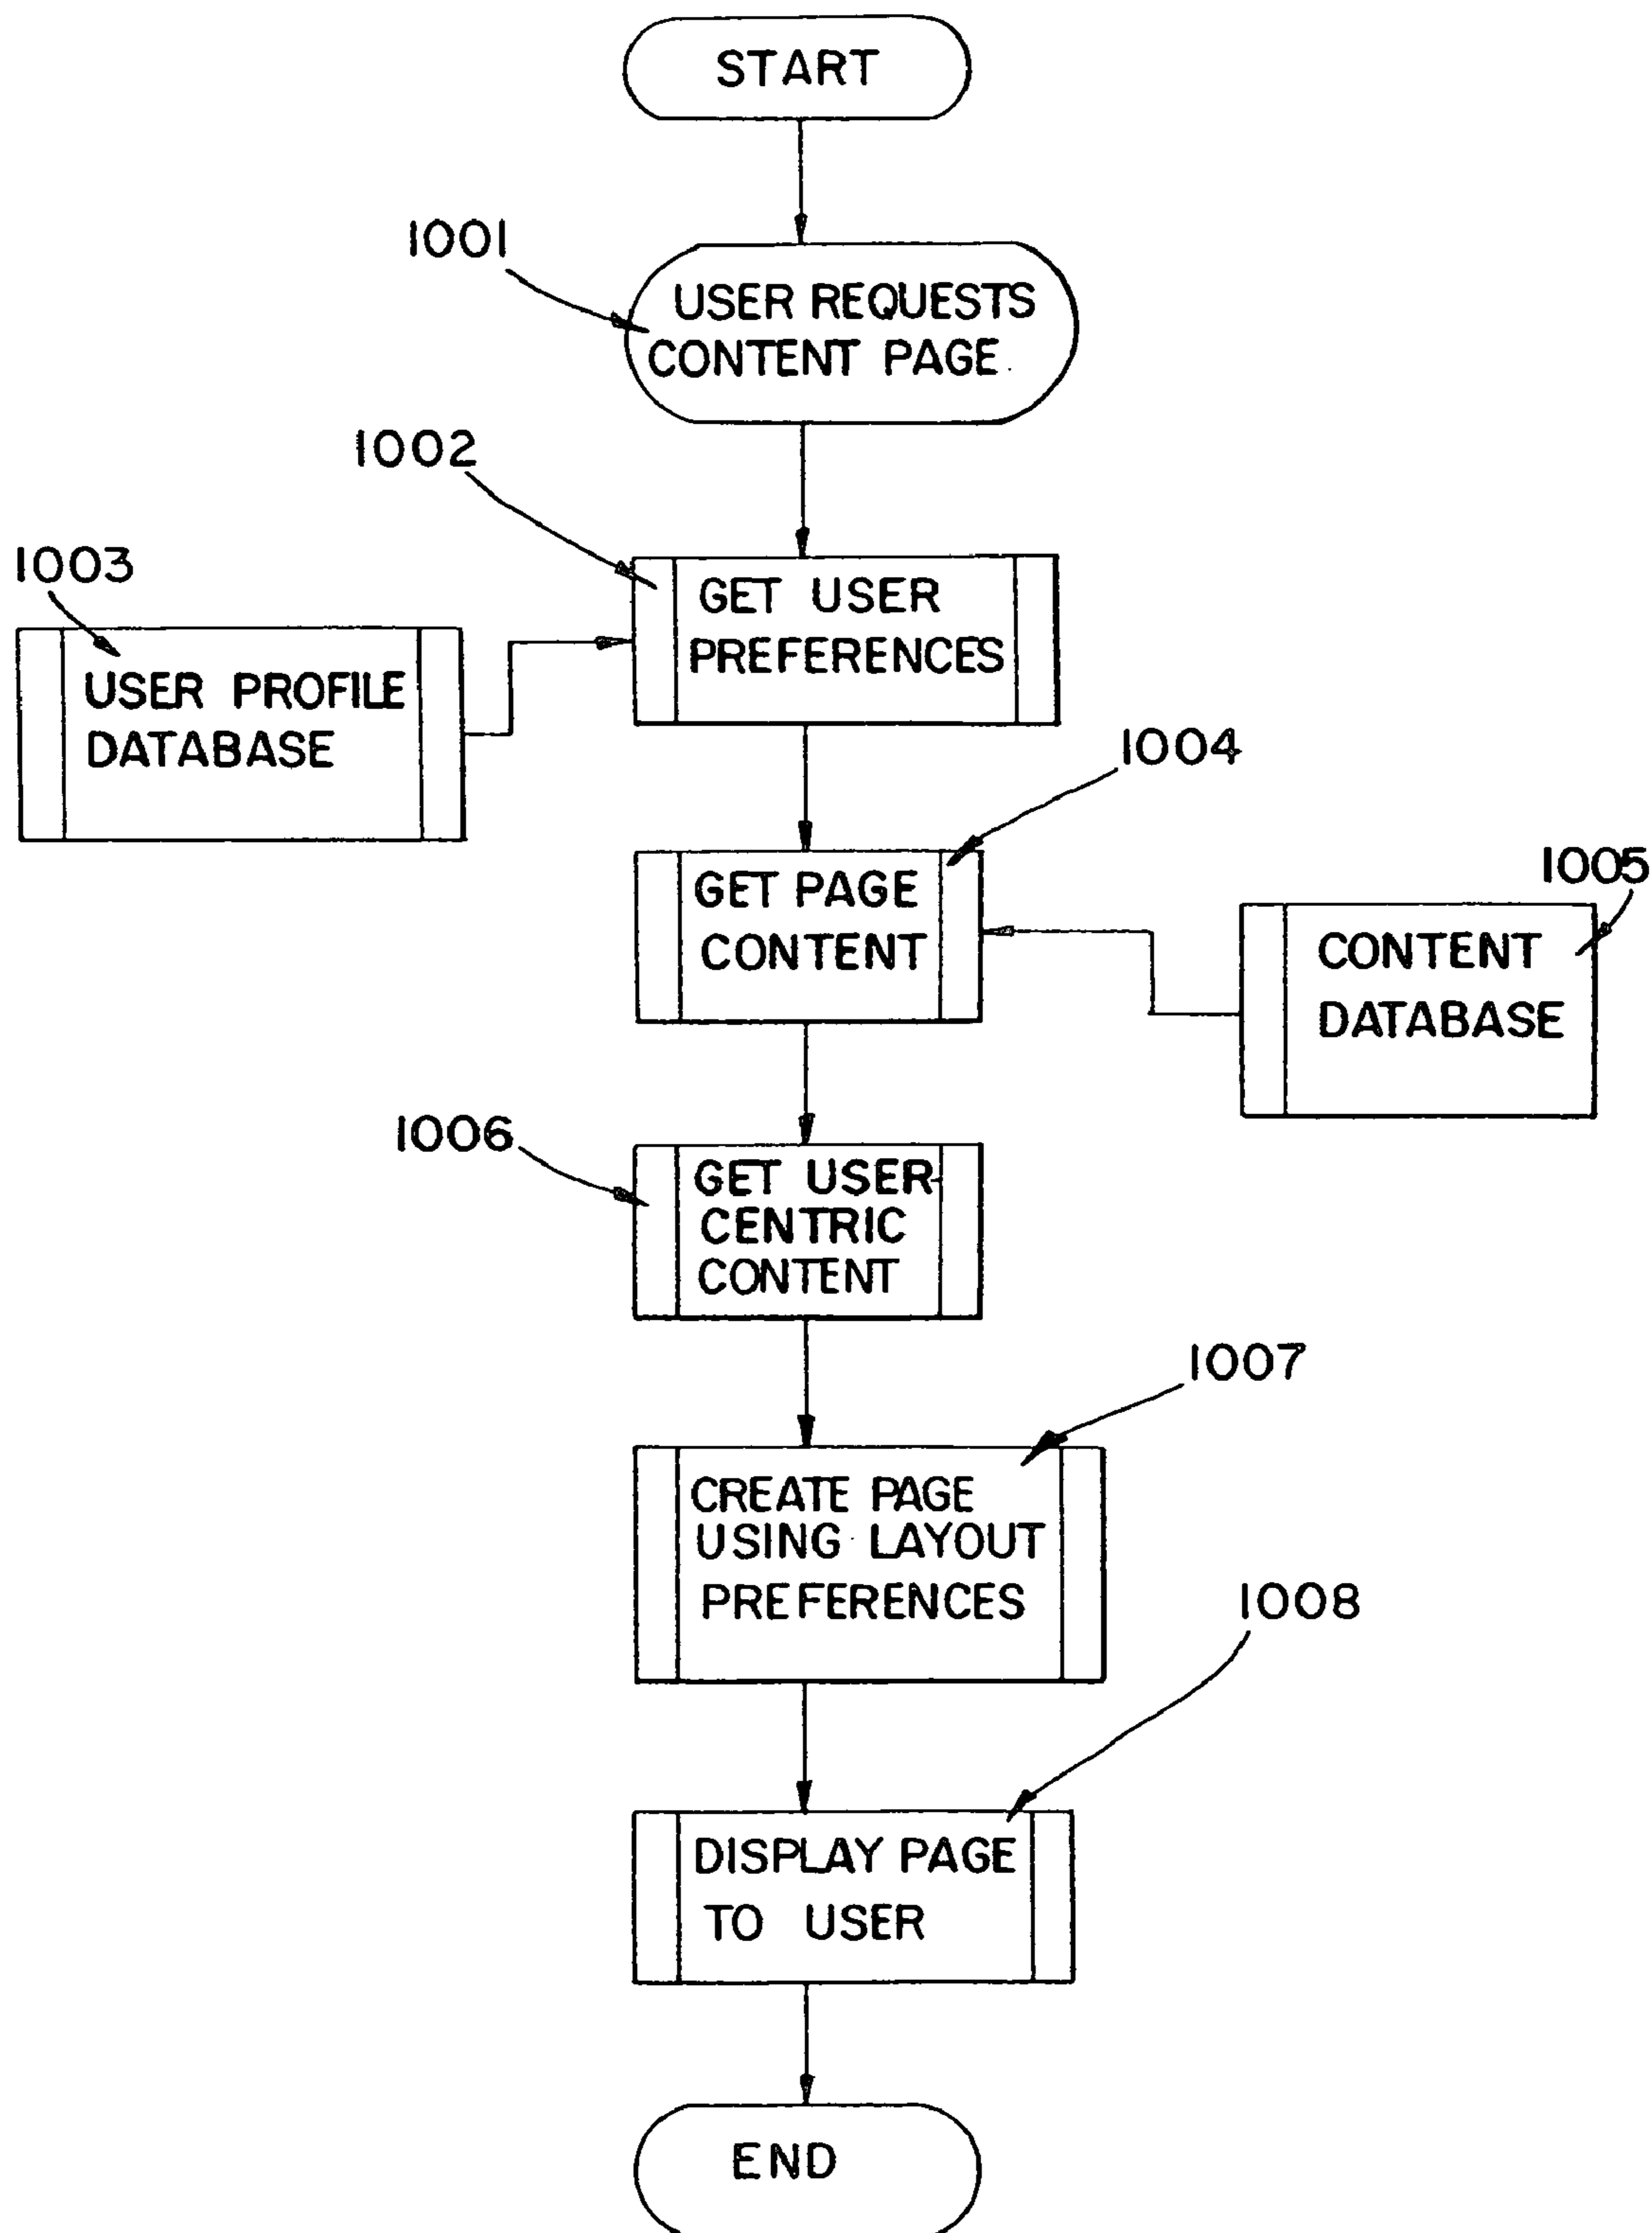 START
1001
USER REQUESTS
CONTENT PAGE
1002
GET USER
PREFERENCES
1003
USER PROFILE
DATABASE
1004
GET PAGE
CONTENT
1005
CONTENT
DATABASE
1006
GET USER-
CENTRIC
CONTENT
1007
CREATE PAGE
USING LAYOUT
PREFERENCES
1008
DISPLAY PAGE
TO USER
END